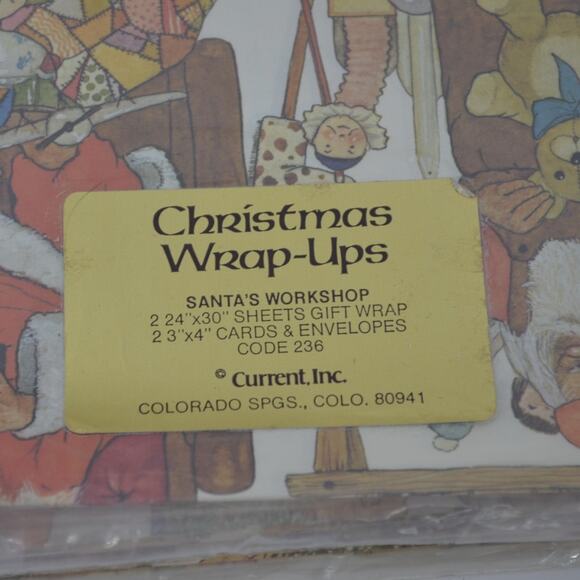 Christmas
Wrap-Ups
SANTA'S WORKSHOP
2 24"x30" SHEETS GIFT WRAP
2 3"x4" CARDS & ENVELOPES
CODE 236
© Current, Inc.
COLORADO SPGS., COLO. 80941